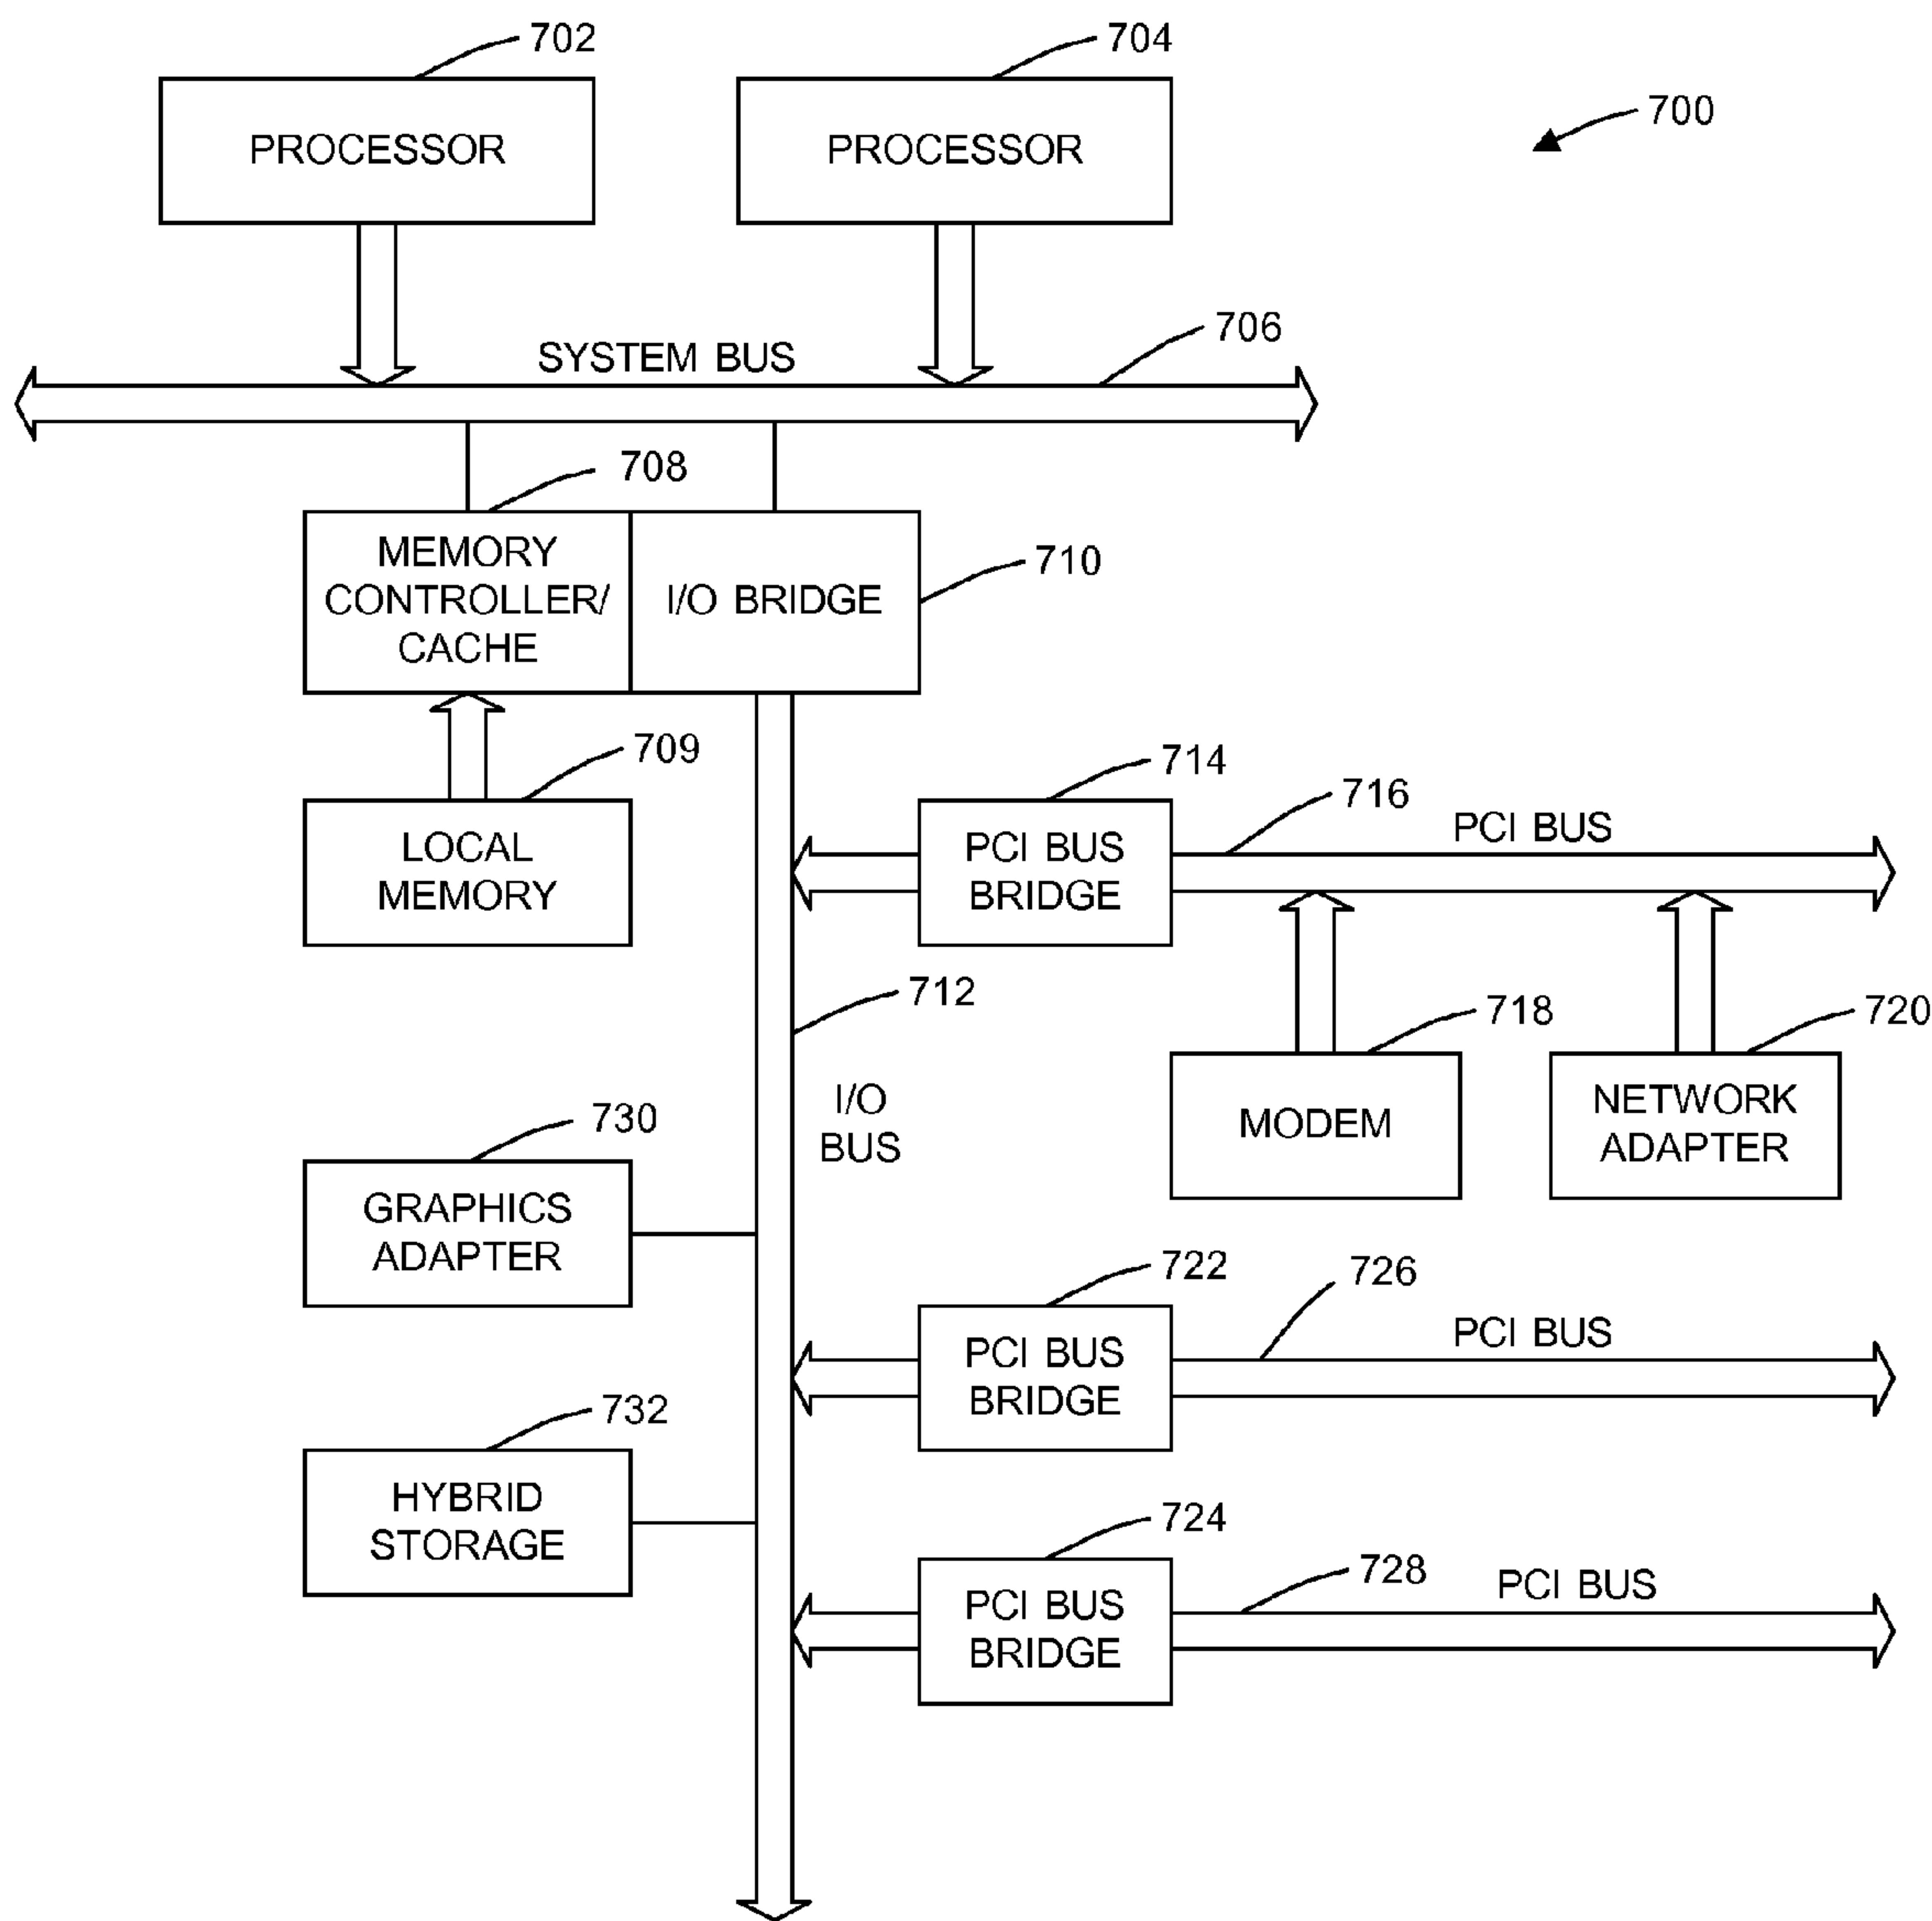 702
704
700
PROCESSOR
PROCESSOR
706
SYSTEM BUS
708
MEMORY
CONTROLLER/
CACHE
I/O BRIDGE
710
709
LOCAL
MEMORY
714
716
PCI BUS
PCI BUS
BRIDGE
712
718
720
I/O
BUS
MODEM
NETWORK
ADAPTER
730
GRAPHICS
ADAPTER
722
726
PCI BUS
PCI BUS
BRIDGE
732
HYBRID
STORAGE
724
728
PCI BUS
PCI BUS
BRIDGE